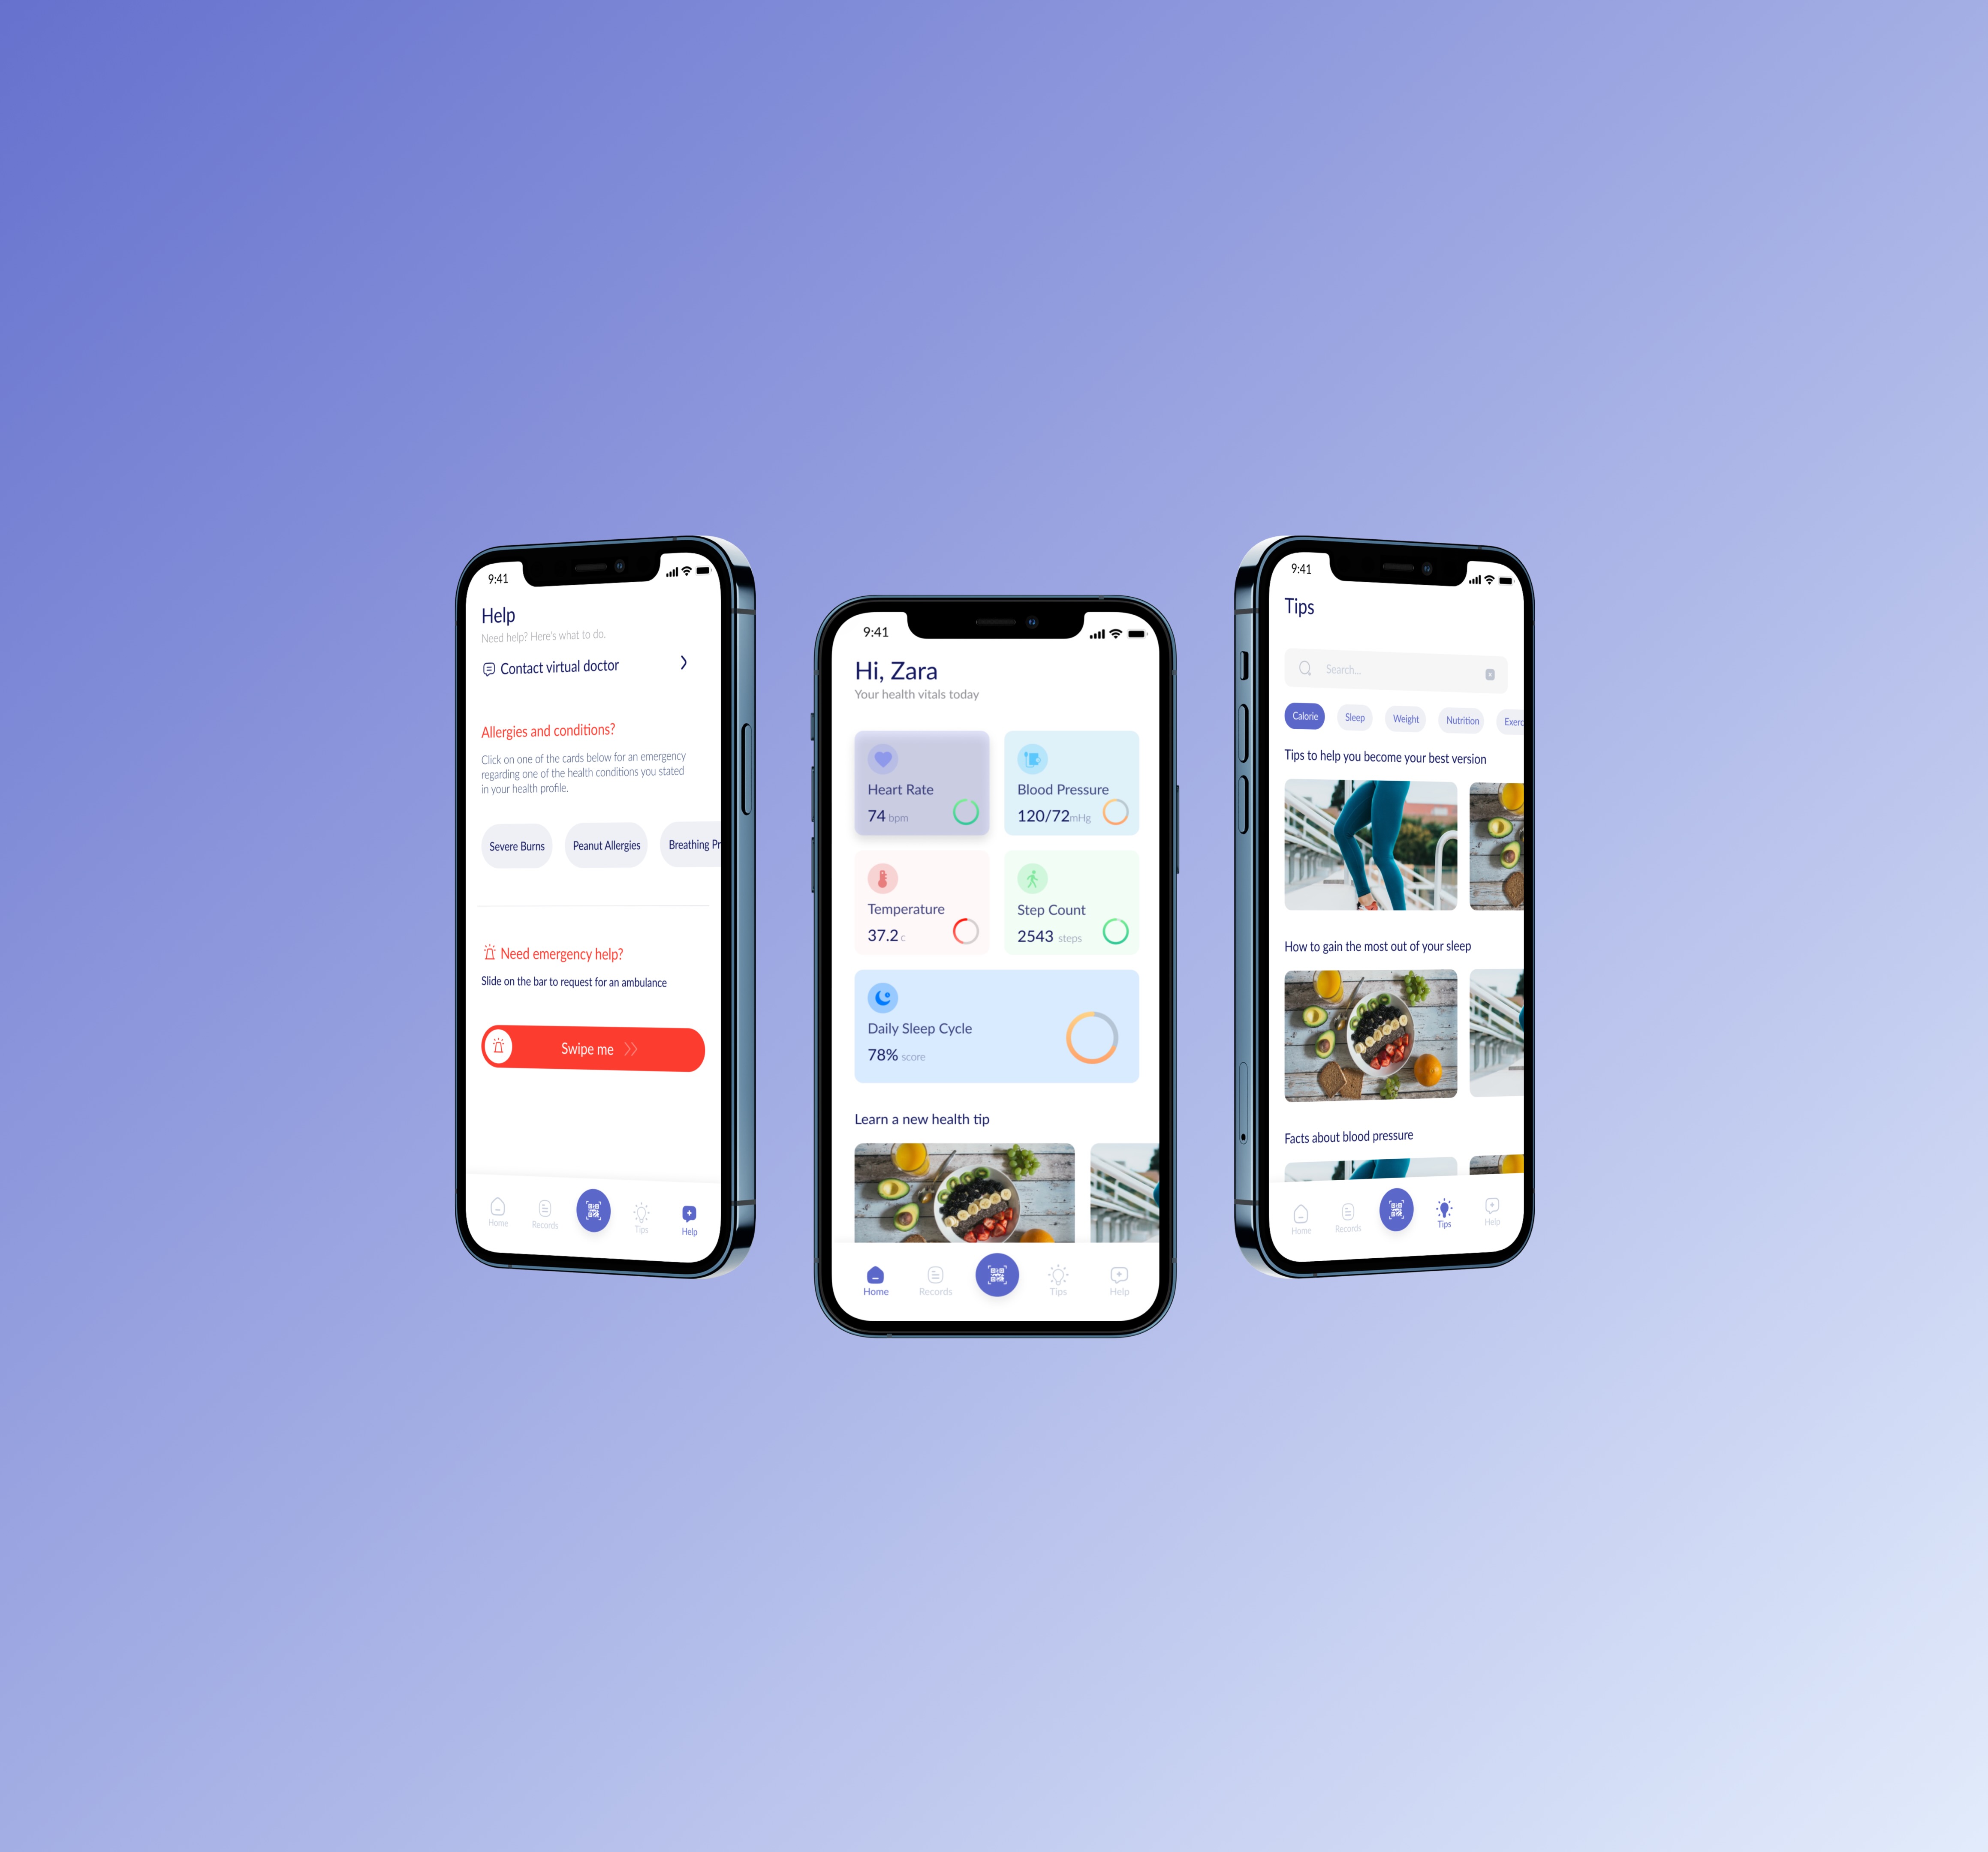 9:41
Help
Need help? Here's what to do.
Contact virtual doctor
Allergies and conditions?
Click on one of the cards below for an emergency
regarding one of the health conditions you stated
in your health profile.
Severe Burns
Peanut Allergies
Breathing Pr
Need emergency help?
Slide on the bar to request for an ambulance
Swipe me
Home
Records
Tips
Help
9:41
Hi, Zara
Your health vitals today
Heart Rate
74 bpm
Blood Pressure
120/72mHg
Temperature
37.2 c
Step Count
2543 steps
Daily Sleep Cycle
78% score
Learn a new health tip
Home
Records
Tips
Help
9:41
Tips
Search...
Calorie
Sleep
Weight
Nutrition
Exerc
Tips to help you become your best version
How to gain the most out of your sleep
Facts about blood pressure
Home
Records
Tips
Help